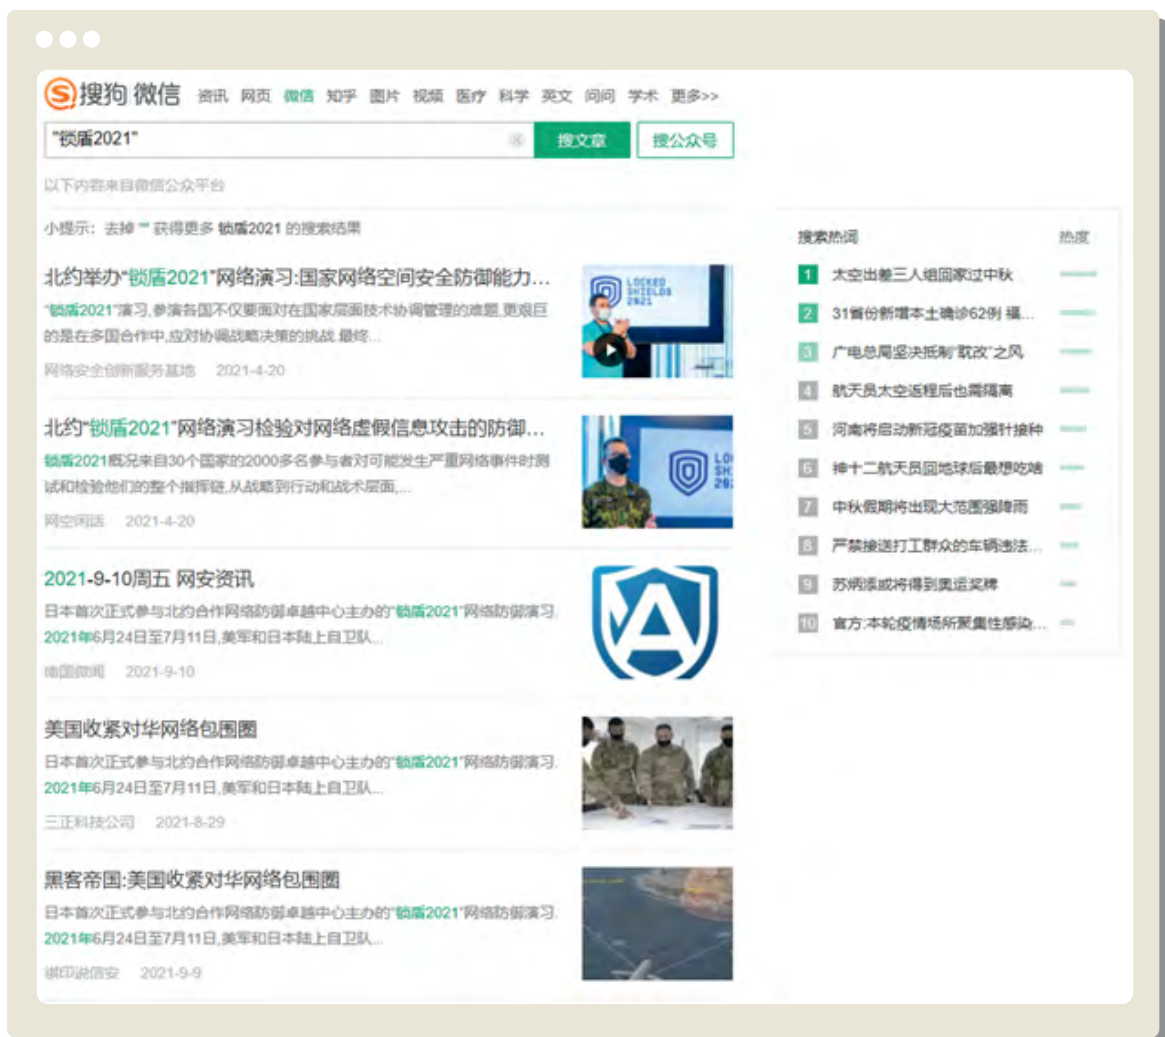 搜狗 微信 资讯 网页 微信 知乎 图片 视频 医疗 科学 英文 问问 学术 更多>>
"锁盾2021" 搜文章 搜公众号
以下内容来自微信公众平台
小提示：去掉 "" 获得更多 锁盾2021 的搜索结果
北约举办"锁盾2021"网络演习:国家网络空间安全防御能力...
"锁盾2021"演习,参演各国不仅要面对在国家层面技术协调管理的难题,更艰巨
的是在多国合作中,应对协调战略决策的挑战 最终...
网络安全创新服务基地 2021-4-20
LOCKED
SHIELDS
2021
北约"锁盾2021"网络演习检验对网络虚假信息攻击的防御...
锁盾2021概况来自30个国家的2000多名参与者对可能发生严重网络事件时测
试和检验他们的整个指挥链,从战略到行动和战术层面,...
网空闲话 2021-4-20
2021-9-10周五 网安资讯
日本首次正式参与北约合作网络防御卓越中心主办的"锁盾2021"网络防御演习.
2021年6月24日至7月11日,美军和日本陆上自卫队...
南国微闻 2021-9-10
美国收紧对华网络包围圈
日本首次正式参与北约合作网络防御卓越中心主办的"锁盾2021"网络防御演习.
2021年6月24日至7月11日,美军和日本陆上自卫队...
三正科技公司 2021-8-29
黑客帝国:美国收紧对华网络包围圈
日本首次正式参与北约合作网络防御卓越中心主办的"锁盾2021"网络防御演习.
2021年6月24日至7月11日,美军和日本陆上自卫队...
祺印说信安 2021-9-9
搜索热词 热度
1 太空出差三人组回家过中秋
2 31省份新增本土确诊62例 福...
3 广电总局坚决抵制"耽改"之风
4 航天员太空返程后也需隔离
5 河南将启动新冠疫苗加强针接种
6 神十二航天员回地球后最想吃啥
7 中秋假期将出现大范围强降雨
8 严禁接送打工群众的车辆违法...
9 苏炳添或将得到奥运奖牌
10 官方:本轮疫情场所聚集性感染...